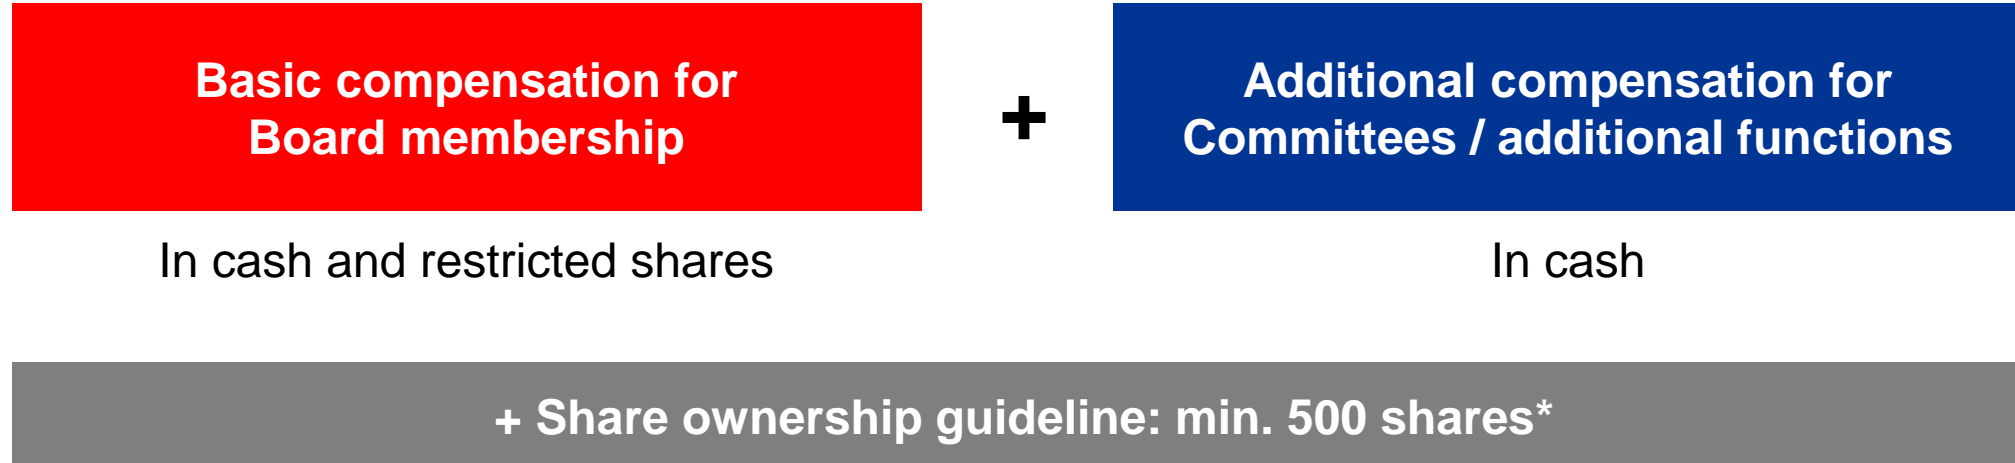 Basic compensation for
Board membership
+
Additional compensation for
Committees / additional functions
In cash and restricted shares
In cash
+ Share ownership guideline: min. 500 shares*